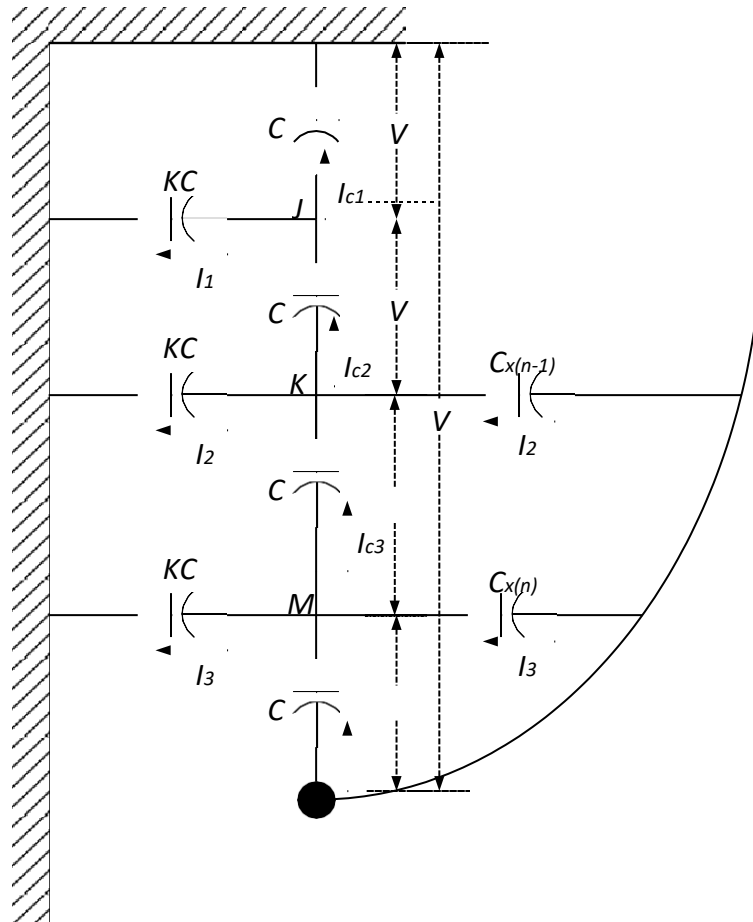 C
V
KC
J
Ic1
I1
C
V
KC
Cx(n-1)
K
Ic2
V
I2
I2
C
Ic3
KC
Cx(n)
M
I3
I3
C